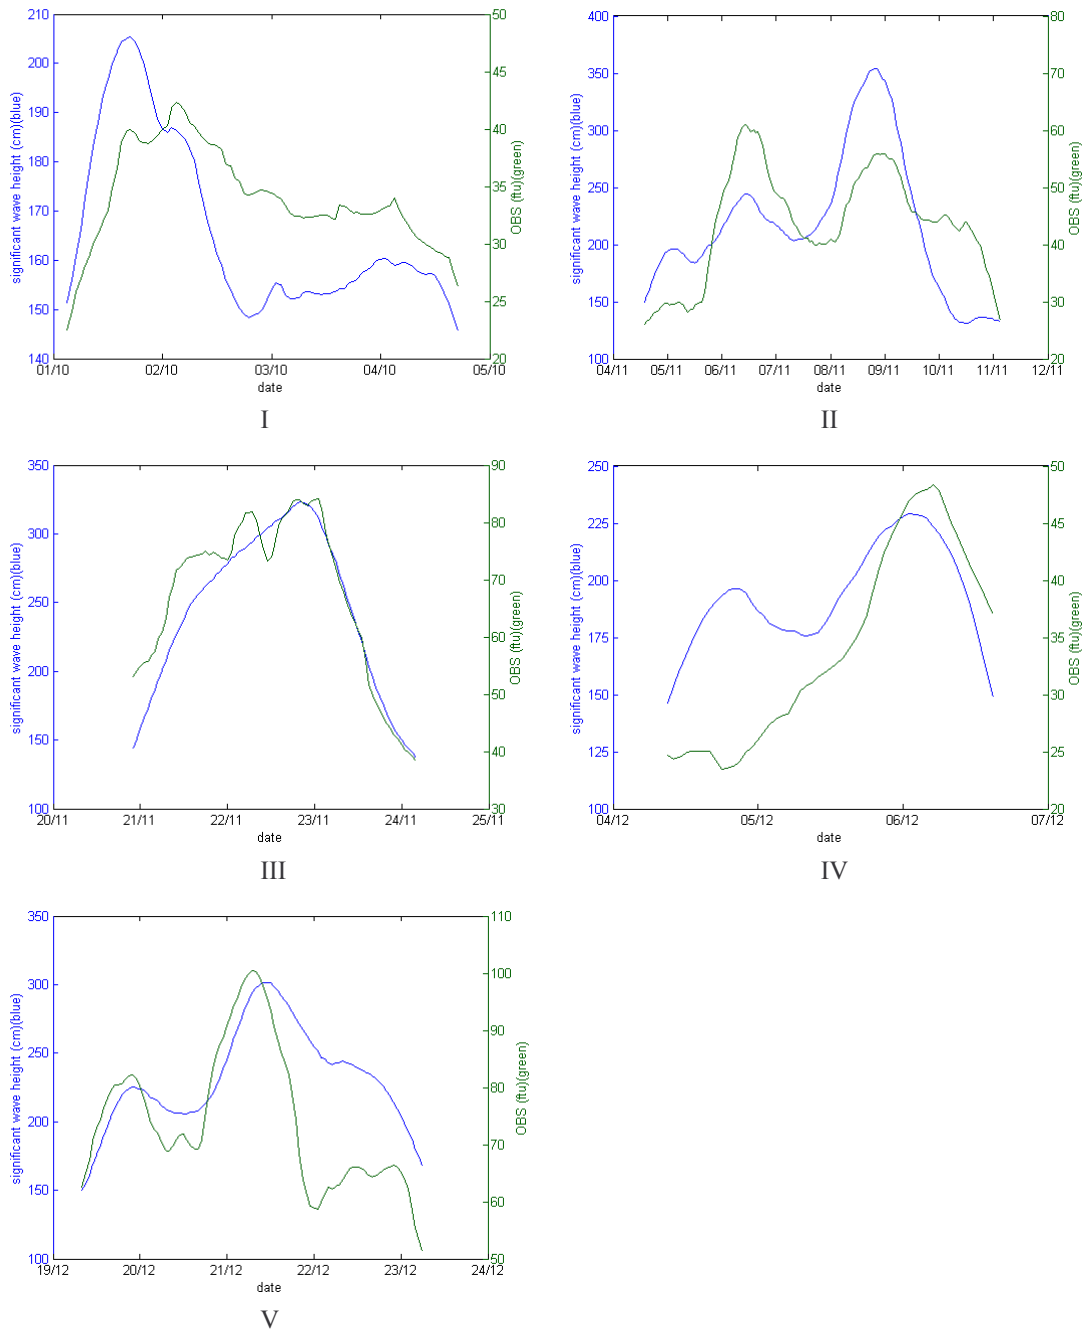 210
200
190
180
170
160
150
140
50
45
40
35
30
25
20
01/10 02/10 03/10 04/10 05/10
date
significant wave height (cm)(blue)
OBS (ftu)(green)
I
400
350
300
250
200
150
100
80
70
60
50
40
30
20
04/11 05/11 06/11 07/11 08/11 09/11 10/11 11/11 12/11
date
significant wave height (cm)(blue)
OBS (ftu)(green)
II
350
300
250
200
150
100
90
80
70
60
50
40
30
20/11 21/11 22/11 23/11 24/11 25/11
date
significant wave height (cm)(blue)
OBS (ftu)(green)
III
250
225
200
175
150
125
100
50
45
40
35
30
25
20
04/12 05/12 06/12 07/12
date
significant wave height (cm)(blue)
OBS (ftu)(green)
IV
350
300
250
200
150
100
110
100
90
80
70
60
50
19/12 20/12 21/12 22/12 23/12 24/12
date
significant wave height (cm)(blue)
OBS (ftu)(green)
V